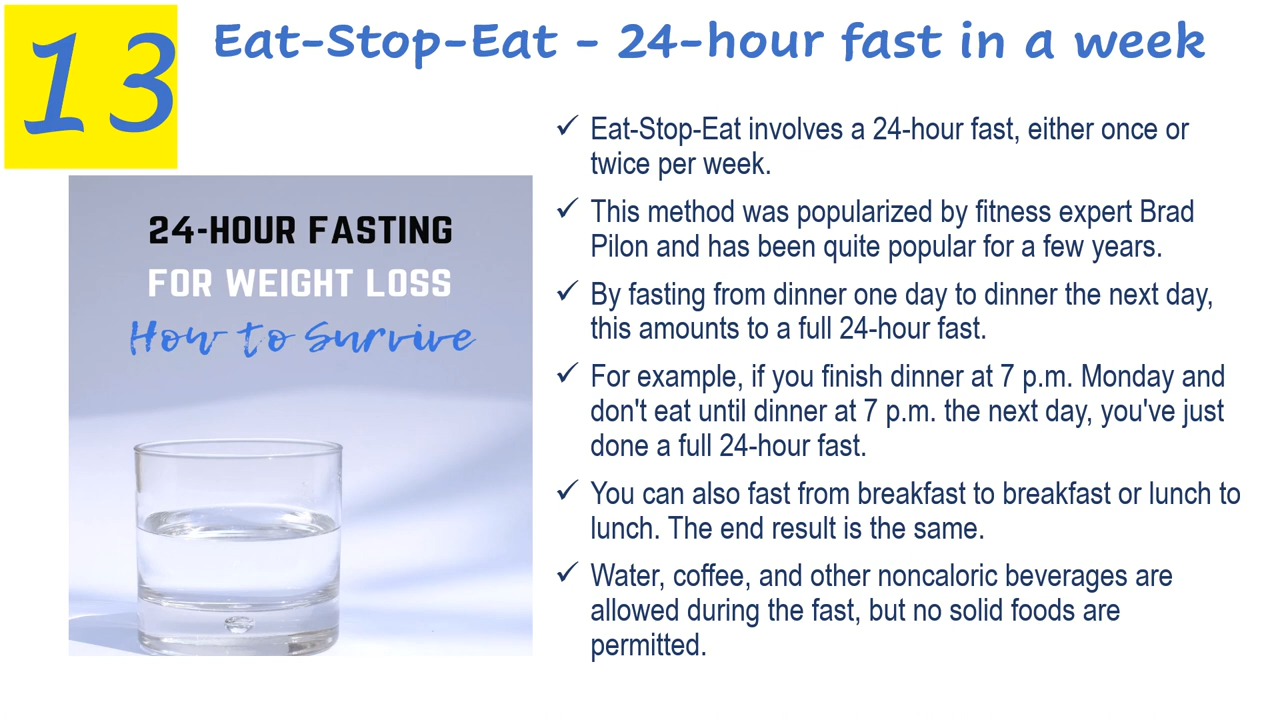 13
Eat-Stop-Eat - 24-hour fast in a week
24-HOUR FASTING
FOR WEIGHT LOSS
How to Survive
✓ Eat-Stop-Eat involves a 24-hour fast, either once or
twice per week.
✓ This method was popularized by fitness expert Brad
Pilon and has been quite popular for a few years.
✓ By fasting from dinner one day to dinner the next day,
this amounts to a full 24-hour fast.
✓ For example, if you finish dinner at 7 p.m. Monday and
don't eat until dinner at 7 p.m. the next day, you've just
done a full 24-hour fast.
✓ You can also fast from breakfast to breakfast or lunch to
lunch. The end result is the same.
✓ Water, coffee, and other noncaloric beverages are
allowed during the fast, but no solid foods are
permitted.